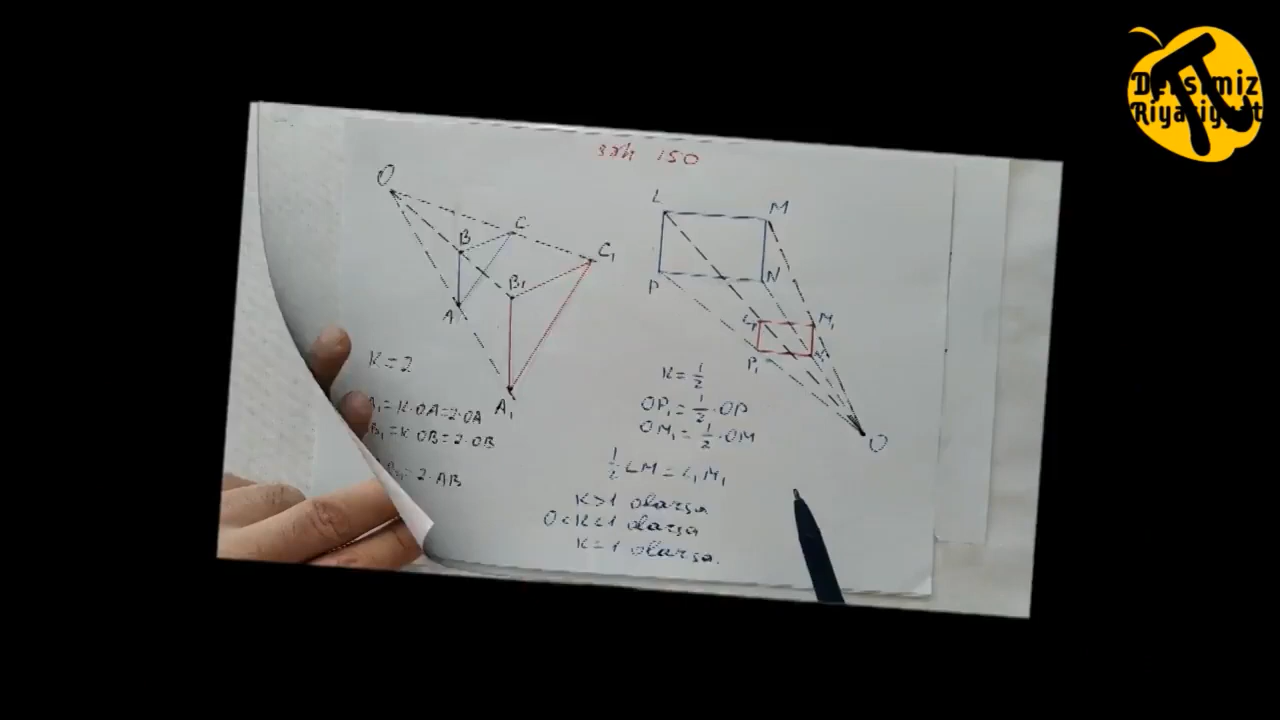 Dərsimiz
Riyaziyyat
səh 150
O
C
B
C1
B1
A
A1
K=2
A1=K·OA=2·OA
B1=K·OB=2·OB
=2·AB
L
M
P
N
L1
M1
P1
O
K=1/2
OP1=1/2·OP
OM1=1/2·OM
1/2 LM=L1M1
K>1 olarsa
0<K<1 olarsa
K=1 olarsa.